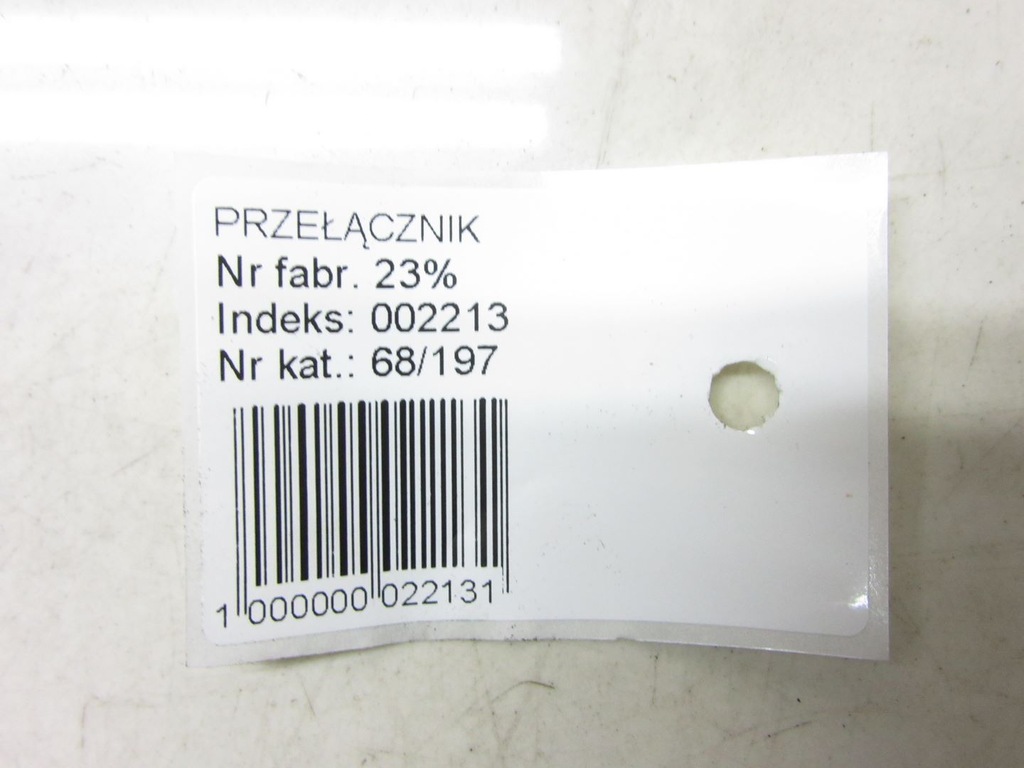 PRZEŁĄCZNIK
Nr fabr. 23%
Indeks: 002213
Nr kat.: 68/197
1 000000 022131